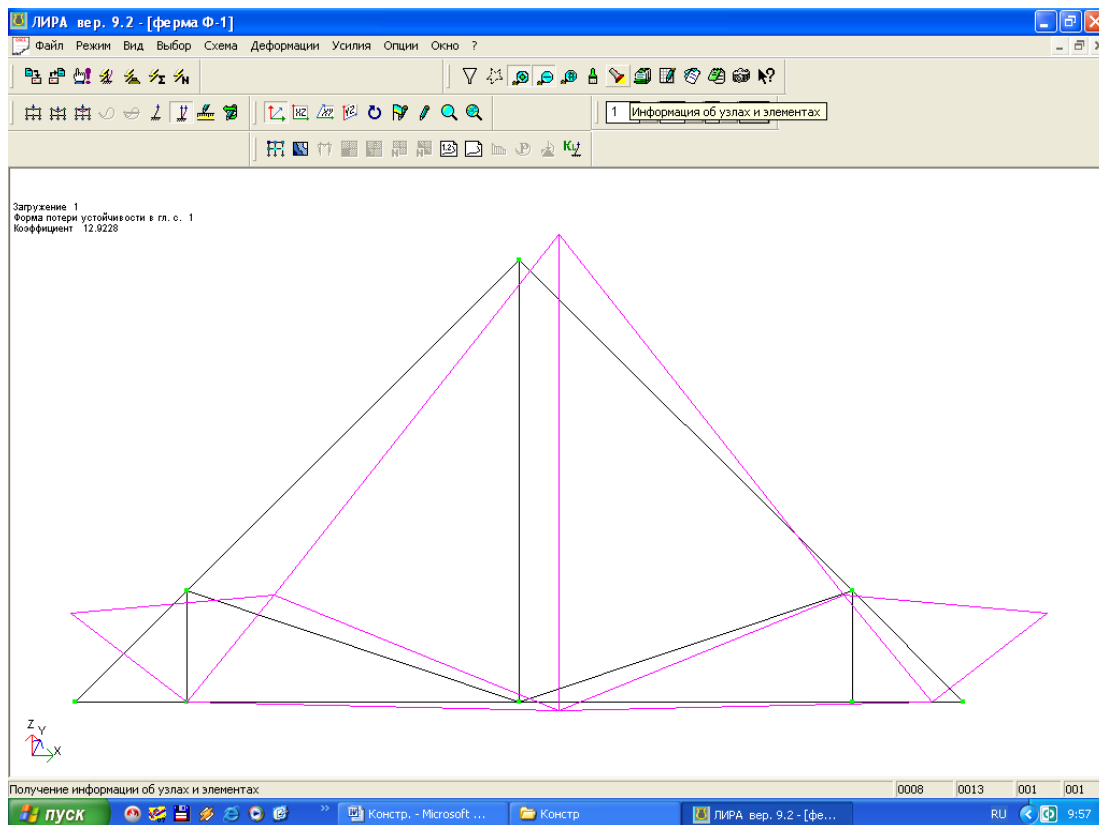 ЛИРА вер. 9.2 - [ферма Ф-1]
Файл Режим Вид Выбор Схема Деформации Усилия Опции Окно ?
1 Информация об узлах и элементах
Загружение 1
Форма потери устойчивости в гл. с. 1
Коэффициент 12.9228
Z
Y
X
Получение информации об узлах и элементах 0008 0013 001 001
пуск » Констр. - Microsoft ... Констр ЛИРА вер. 9.2 - [фе... RU 9:57